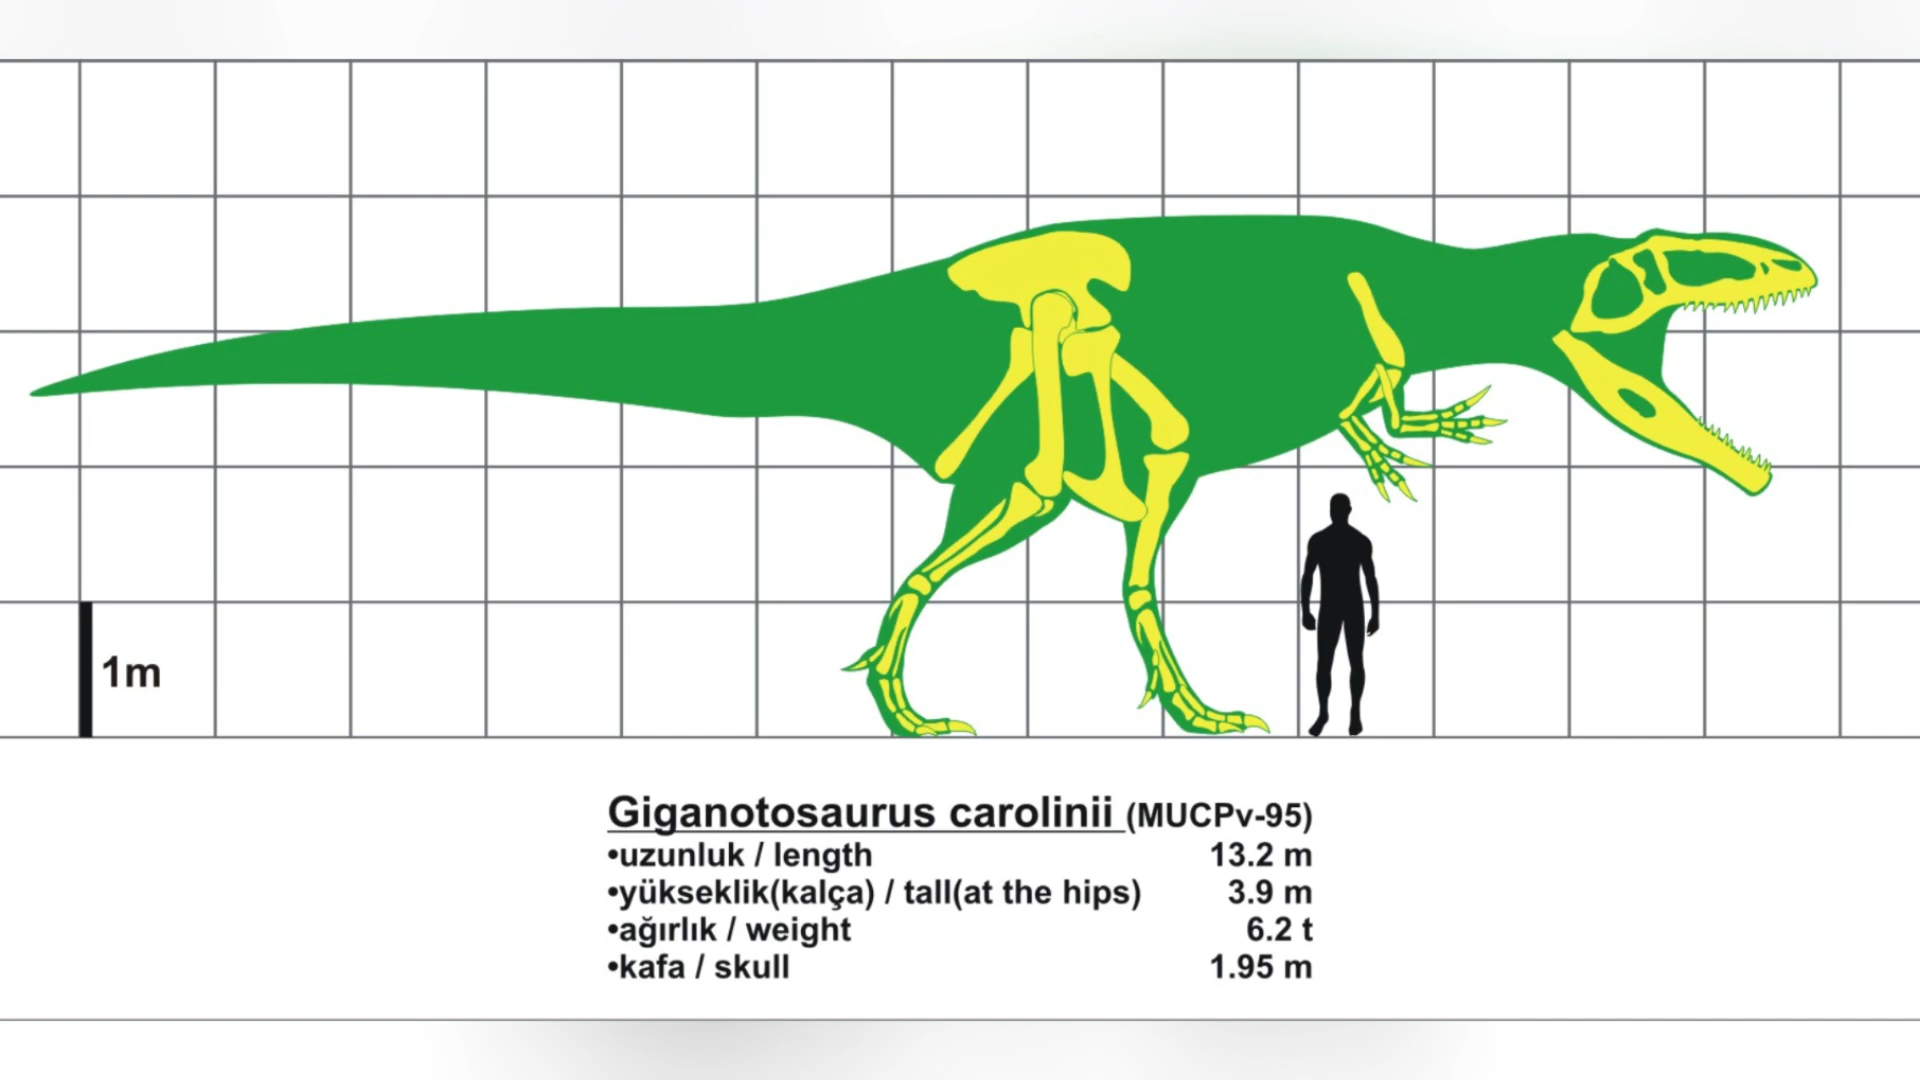 1m
Giganotosaurus carolinii (MUCPv-95)
•uzunluk / length 13.2 m
•yükseklik(kalça) / tall(at the hips) 3.9 m
•ağırlık / weight 6.2 t
•kafa / skull 1.95 m